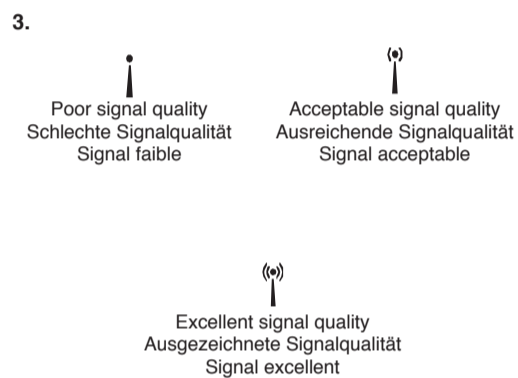 3.
Poor signal quality
Schlechte Signalqualität
Signal faible
Acceptable signal quality
Ausreichende Signalqualität
Signal acceptable
Excellent signal quality
Ausgezeichnete Signalqualität
Signal excellent